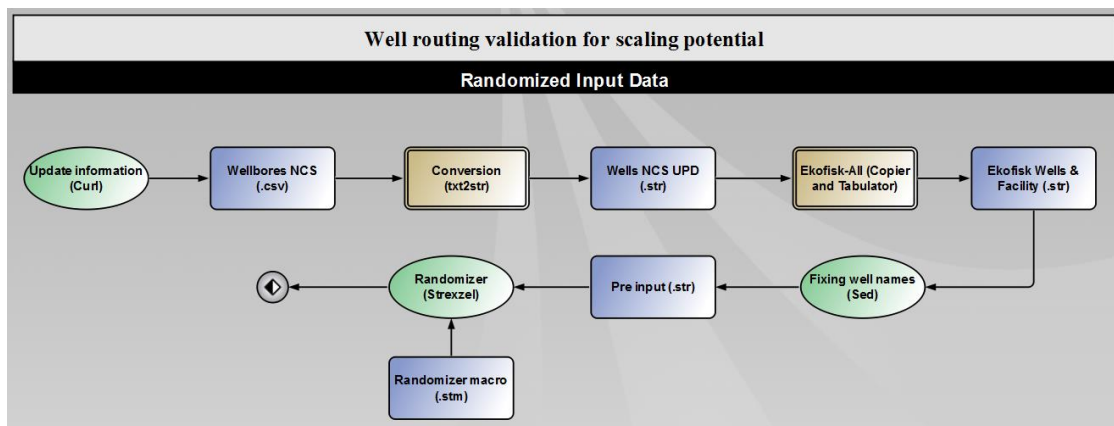 Well routing validation for scaling potential
Randomized Input Data
Update information
(Curl)
Wellbores NCS
(.csv)
Conversion
(txt2str)
Wells NCS UPD
(.str)
Ekofisk-All (Copier
and Tabulator)
Ekofisk Wells &
Facility (.str)
Randomizer
(Strexzel)
Pre input (.str)
Fixing well names
(Sed)
Randomizer macro
(.stm)